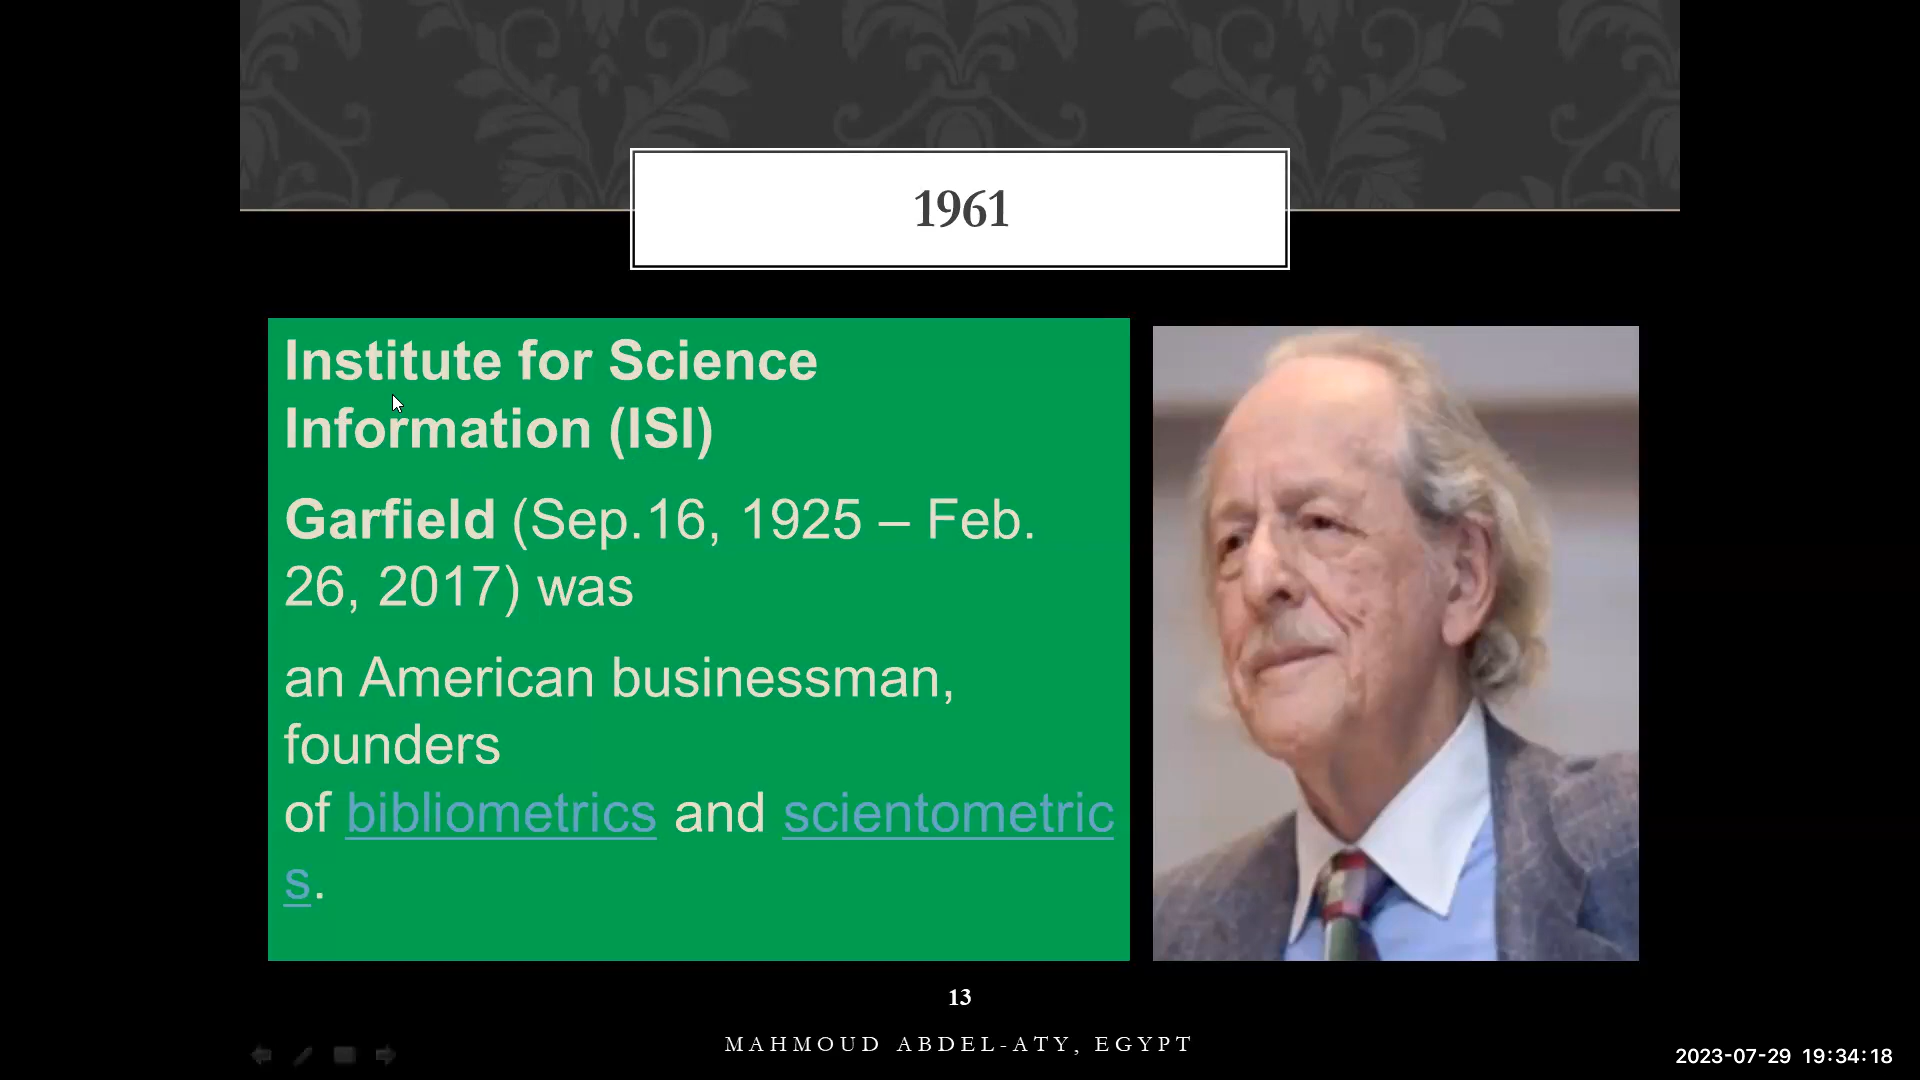 1961
Institute for Science
Information (ISI)
Garfield (Sep.16, 1925 – Feb.
26, 2017) was
an American businessman,
founders
of bibliometrics and scientometric
s.
13
MAHMOUD ABDEL-ATY, EGYPT
2023-07-29 19:34:18